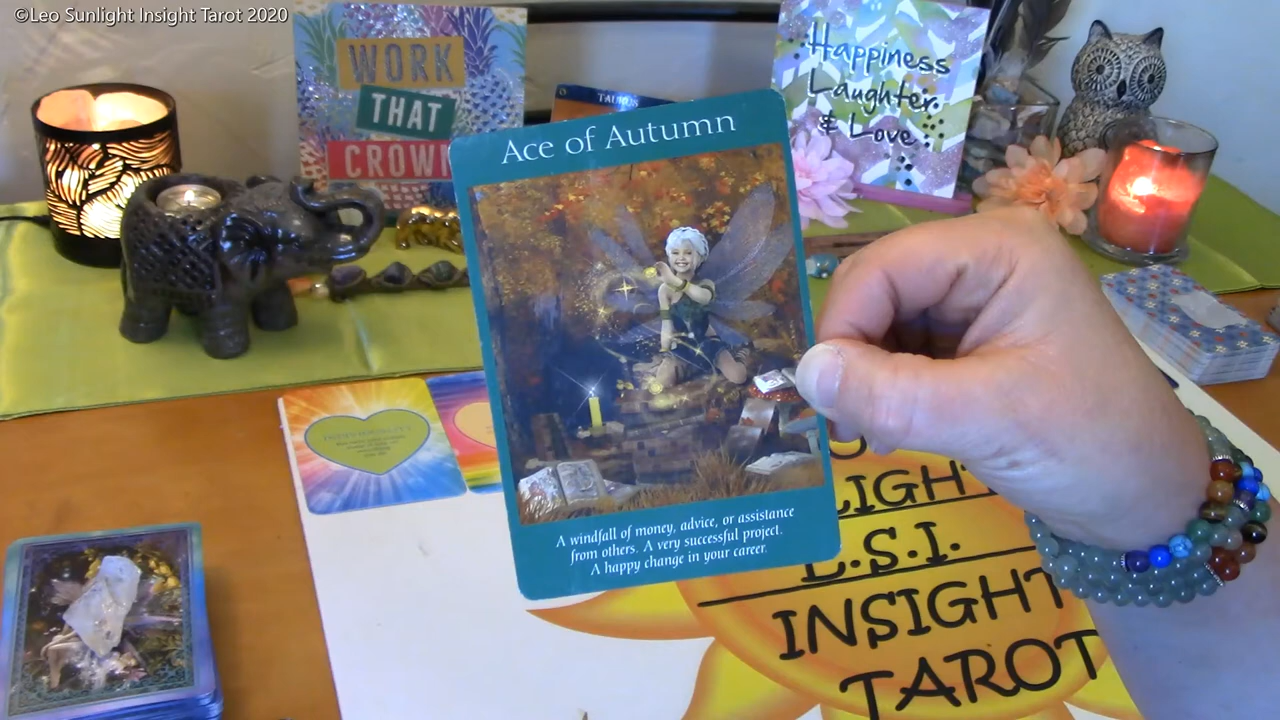 ©Leo Sunlight Insight Tarot 2020
WORK
THAT
CROWN
TAURUS
Happiness
Laughter
& Love
Ace of Autumn
A windfall of money, advice, or assistance
from others. A very successful project.
A happy change in your career.
LIGHT
L.S.I.
INSIGHT
TAROT